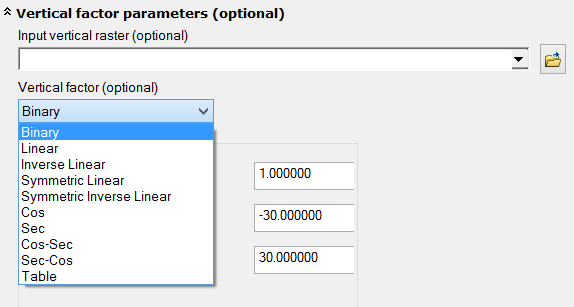 Vertical factor parameters (optional)
Input vertical raster (optional)
Vertical factor (optional)
Binary
Binary
Linear
Inverse Linear
Symmetric Linear
Symmetric Inverse Linear
Cos
Sec
Cos-Sec
Sec-Cos
Table
1.000000
-30.000000
30.000000